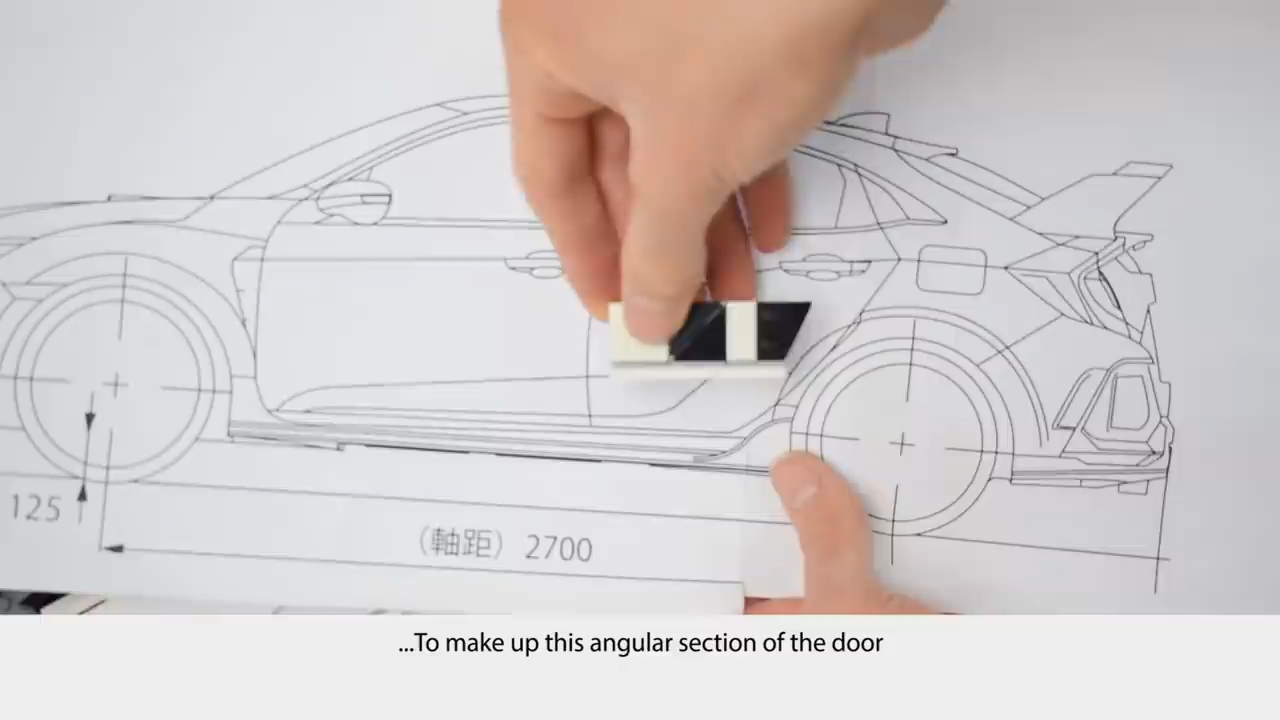 125
（軸距）2700
...To make up this angular section of the door